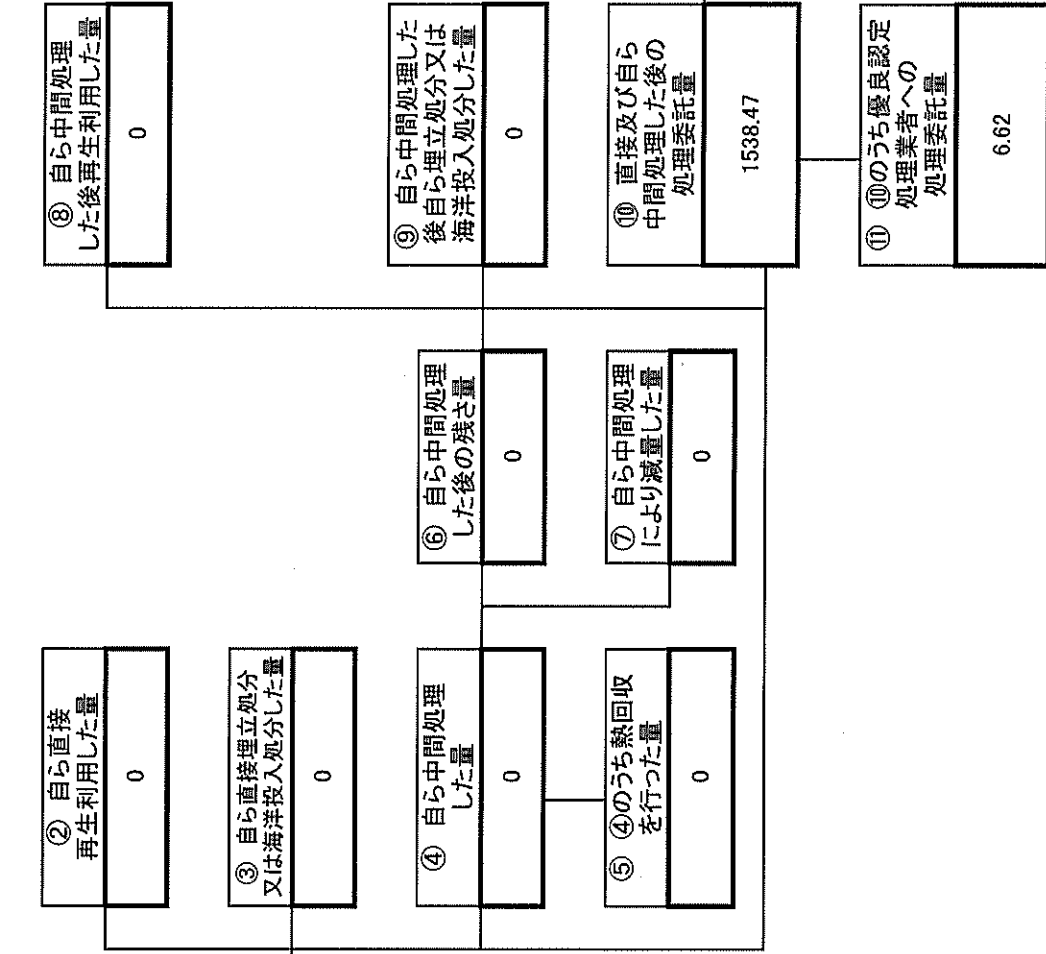 ② 自ら直接
再生利用した量
0
③ 自ら直接埋立処分
又は海洋投入処分した量
0
④ 自ら中間処理
した量
0
⑤ ④のうち熱回収
を行った量
0
⑥ 自ら中間処理
した後の残さ量
0
⑦ 自ら中間処理
により減量した量
0
⑧ 自ら中間処理
した後再生利用した量
0
⑨ 自ら中間処理した
後自ら埋立処分又は
海洋投入処分した量
0
⑩ 直接及び自ら
中間処理した後の
処理委託量
1538.47
⑪ ⑩のうち優良認定
処理業者への
処理委託量
6.62